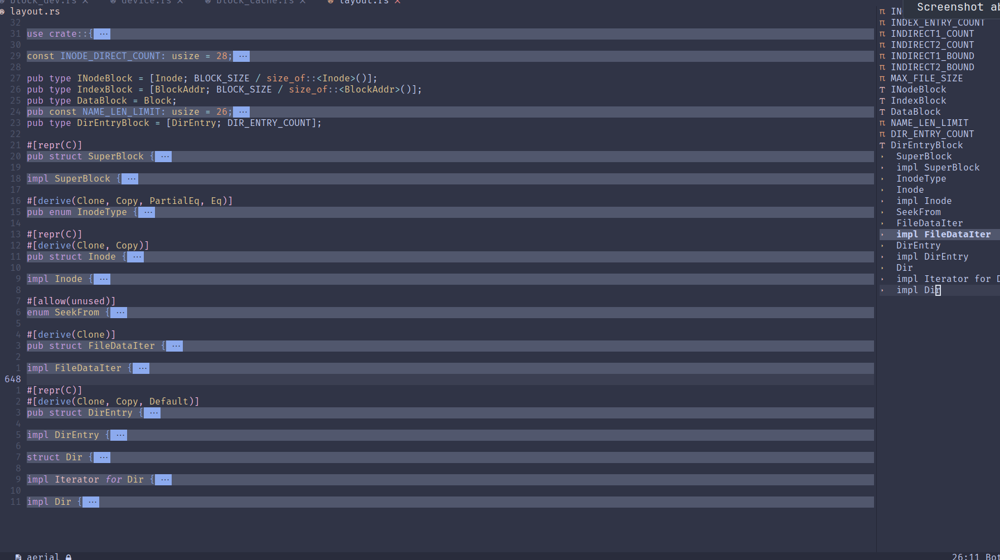 block_dev.rs × device.rs × block_cache.rs × layout.rs ×
layout.rs
32
31 use crate::{ ···
30
29 const INODE_DIRECT_COUNT: usize = 28; ···
28
27 pub type INodeBlock = [Inode; BLOCK_SIZE / size_of::<Inode>()];
26 pub type IndexBlock = [BlockAddr; BLOCK_SIZE / size_of::<BlockAddr>()];
25 pub type DataBlock = Block;
24 pub const NAME_LEN_LIMIT: usize = 26; ···
23 pub type DirEntryBlock = [DirEntry; DIR_ENTRY_COUNT];
22
21 #[repr(C)]
20 pub struct SuperBlock { ···
19
18 impl SuperBlock { ···
17
16 #[derive(Clone, Copy, PartialEq, Eq)]
15 pub enum InodeType { ···
14
13 #[repr(C)]
12 #[derive(Clone, Copy)]
11 pub struct Inode { ···
10
9 impl Inode { ···
8
7 #[allow(unused)]
6 enum SeekFrom { ···
5
4 #[derive(Clone)]
3 pub struct FileDataIter { ···
2
1 impl FileDataIter { ···
648
1 #[repr(C)]
2 #[derive(Clone, Copy, Default)]
3 pub struct DirEntry { ···
4
5 impl DirEntry { ···
6
7 struct Dir { ···
8
9 impl Iterator for Dir { ···
10
11 impl Dir { ···
Screenshot
π INDEX_ENTRY_COUNT
π INDIRECT1_COUNT
π INDIRECT2_COUNT
π INDIRECT1_BOUND
π INDIRECT2_BOUND
π MAX_FILE_SIZE
T INodeBlock
T IndexBlock
T DataBlock
π NAME_LEN_LIMIT
π DIR_ENTRY_COUNT
T DirEntryBlock
SuperBlock
impl SuperBlock
InodeType
Inode
impl Inode
SeekFrom
FileDataIter
impl FileDataIter
DirEntry
impl DirEntry
Dir
impl Iterator for D
impl Dir
aerial
26:11 Bot